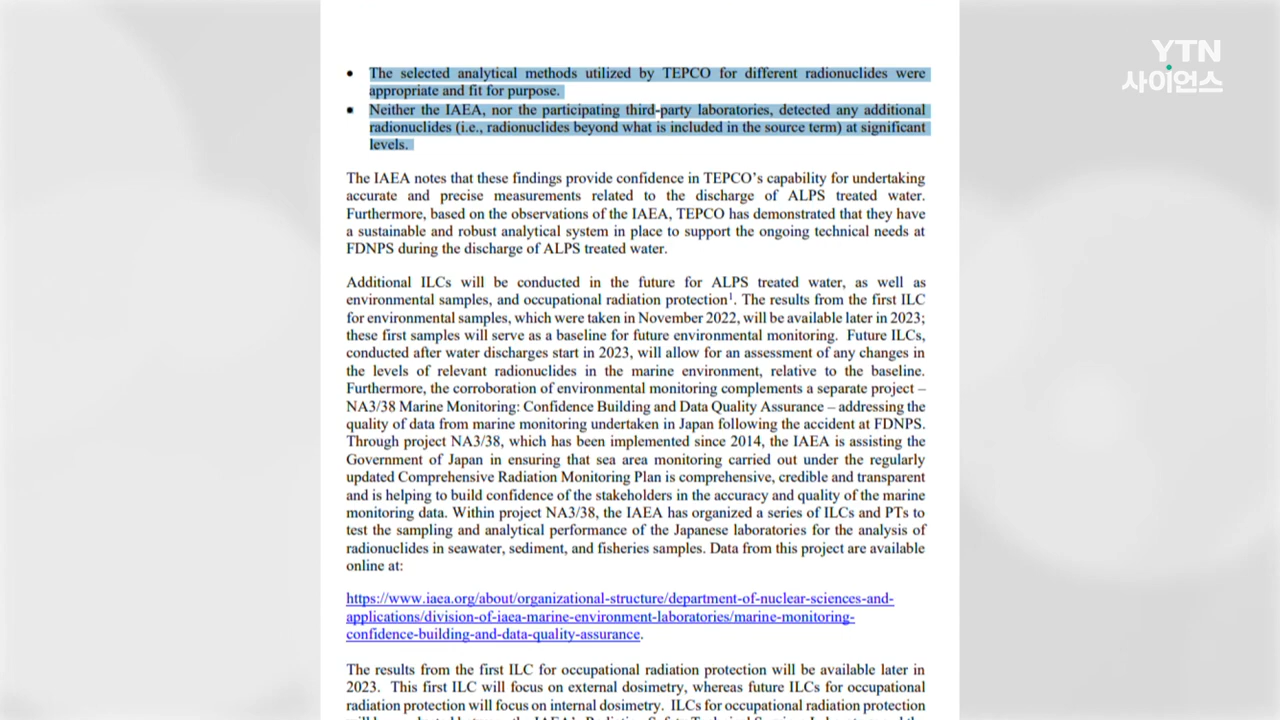 YTN
사이언스
• The selected analytical methods utilized by TEPCO for different radionuclides were
appropriate and fit for purpose.
• Neither the IAEA, nor the participating third-party laboratories, detected any additional
radionuclides (i.e., radionuclides beyond what is included in the source term) at significant
levels.
The IAEA notes that these findings provide confidence in TEPCO's capability for undertaking
accurate and precise measurements related to the discharge of ALPS treated water.
Furthermore, based on the observations of the IAEA, TEPCO has demonstrated that they have
a sustainable and robust analytical system in place to support the ongoing technical needs at
FDNPS during the discharge of ALPS treated water.
Additional ILCs will be conducted in the future for ALPS treated water, as well as
environmental samples, and occupational radiation protection¹. The results from the first ILC
for environmental samples, which were taken in November 2022, will be available later in 2023;
these first samples will serve as a baseline for future environmental monitoring. Future ILCs,
conducted after water discharges start in 2023, will allow for an assessment of any changes in
the levels of relevant radionuclides in the marine environment, relative to the baseline.
Furthermore, the corroboration of environmental monitoring complements a separate project –
NA3/38 Marine Monitoring: Confidence Building and Data Quality Assurance – addressing the
quality of data from marine monitoring undertaken in Japan following the accident at FDNPS.
Through project NA3/38, which has been implemented since 2014, the IAEA is assisting the
Government of Japan in ensuring that sea area monitoring carried out under the regularly
updated Comprehensive Radiation Monitoring Plan is comprehensive, credible and transparent
and is helping to build confidence of the stakeholders in the accuracy and quality of the marine
monitoring data. Within project NA3/38, the IAEA has organized a series of ILCs and PTs to
test the sampling and analytical performance of the Japanese laboratories for the analysis of
radionuclides in seawater, sediment, and fisheries samples. Data from this project are available
online at:
https://www.iaea.org/about/organizational-structure/department-of-nuclear-sciences-and-
applications/division-of-iaea-marine-environment-laboratories/marine-monitoring-
confidence-building-and-data-quality-assurance.
The results from the first ILC for occupational radiation protection will be available later in
2023. This first ILC will focus on external dosimetry, whereas future ILCs for occupational
radiation protection will focus on internal dosimetry. ILCs for occupational radiation protection